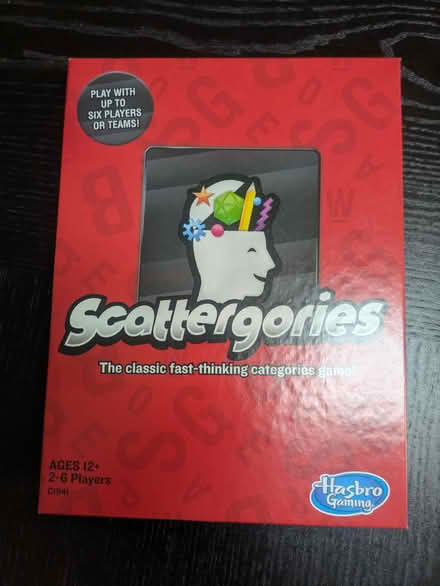 PLAY WITH
UP TO
SIX PLAYERS
OR TEAMS!
Scattergories
The classic fast-thinking categories game!
AGES 12+
2-6 Players
C1941
Hasbro
Gaming